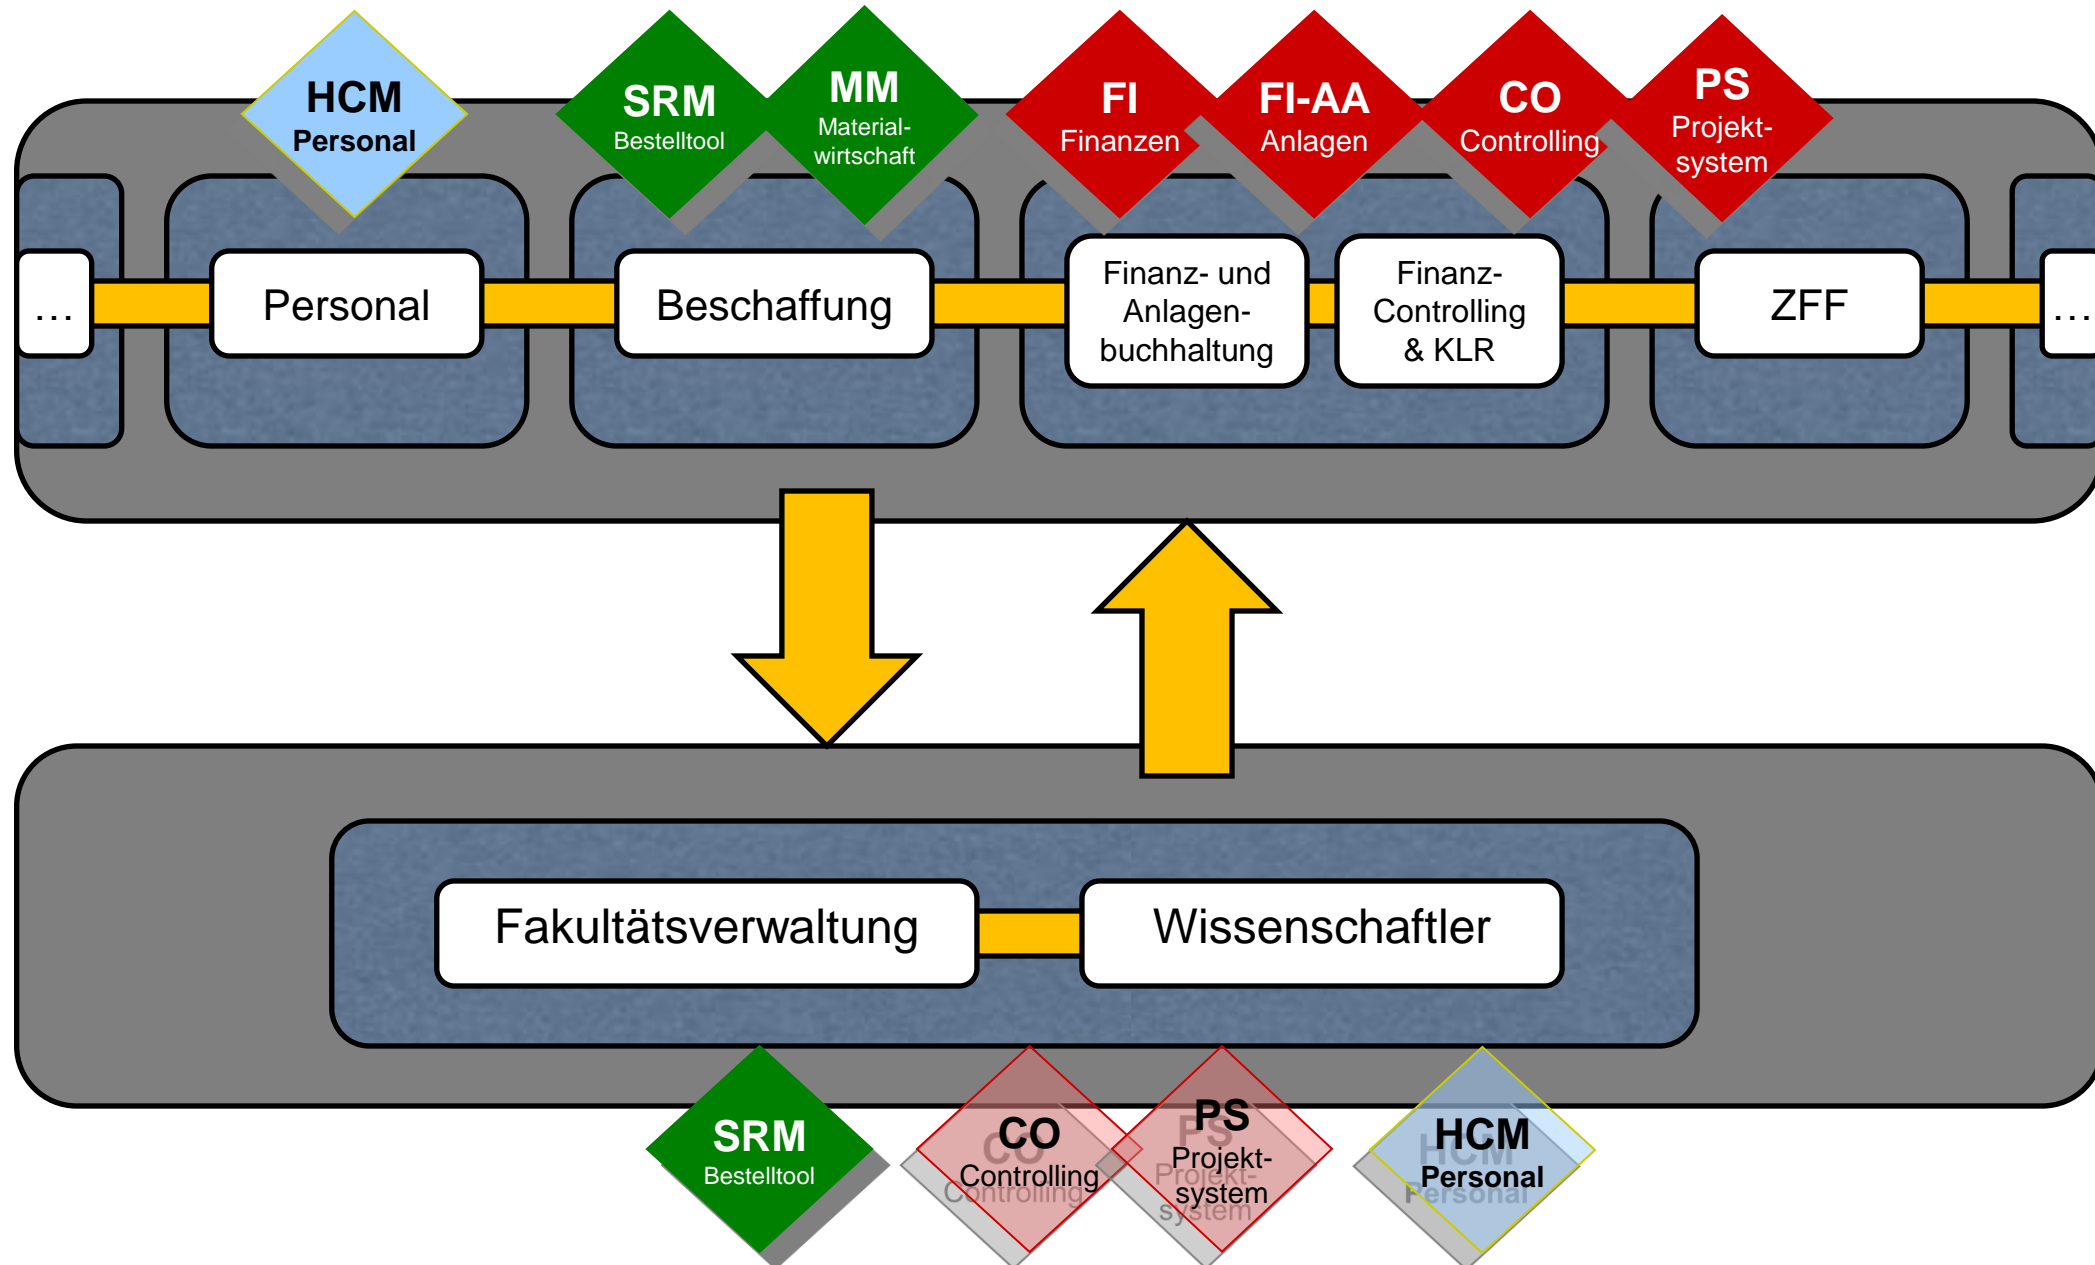 HCM
Personal
SRM
Bestelltool
MM
Material-
wirtschaft
FI
Finanzen
FI-AA
Anlagen
CO
Controlling
PS
Projekt-
system
...
Personal
Beschaffung
Finanz- und
Anlagen-
buchhaltung
Finanz-
Controlling
& KLR
ZFF
...
Fakultätsverwaltung
Wissenschaftler
SRM
Bestelltool
CO
Controlling
PS
Projekt-
system
HCM
Personal